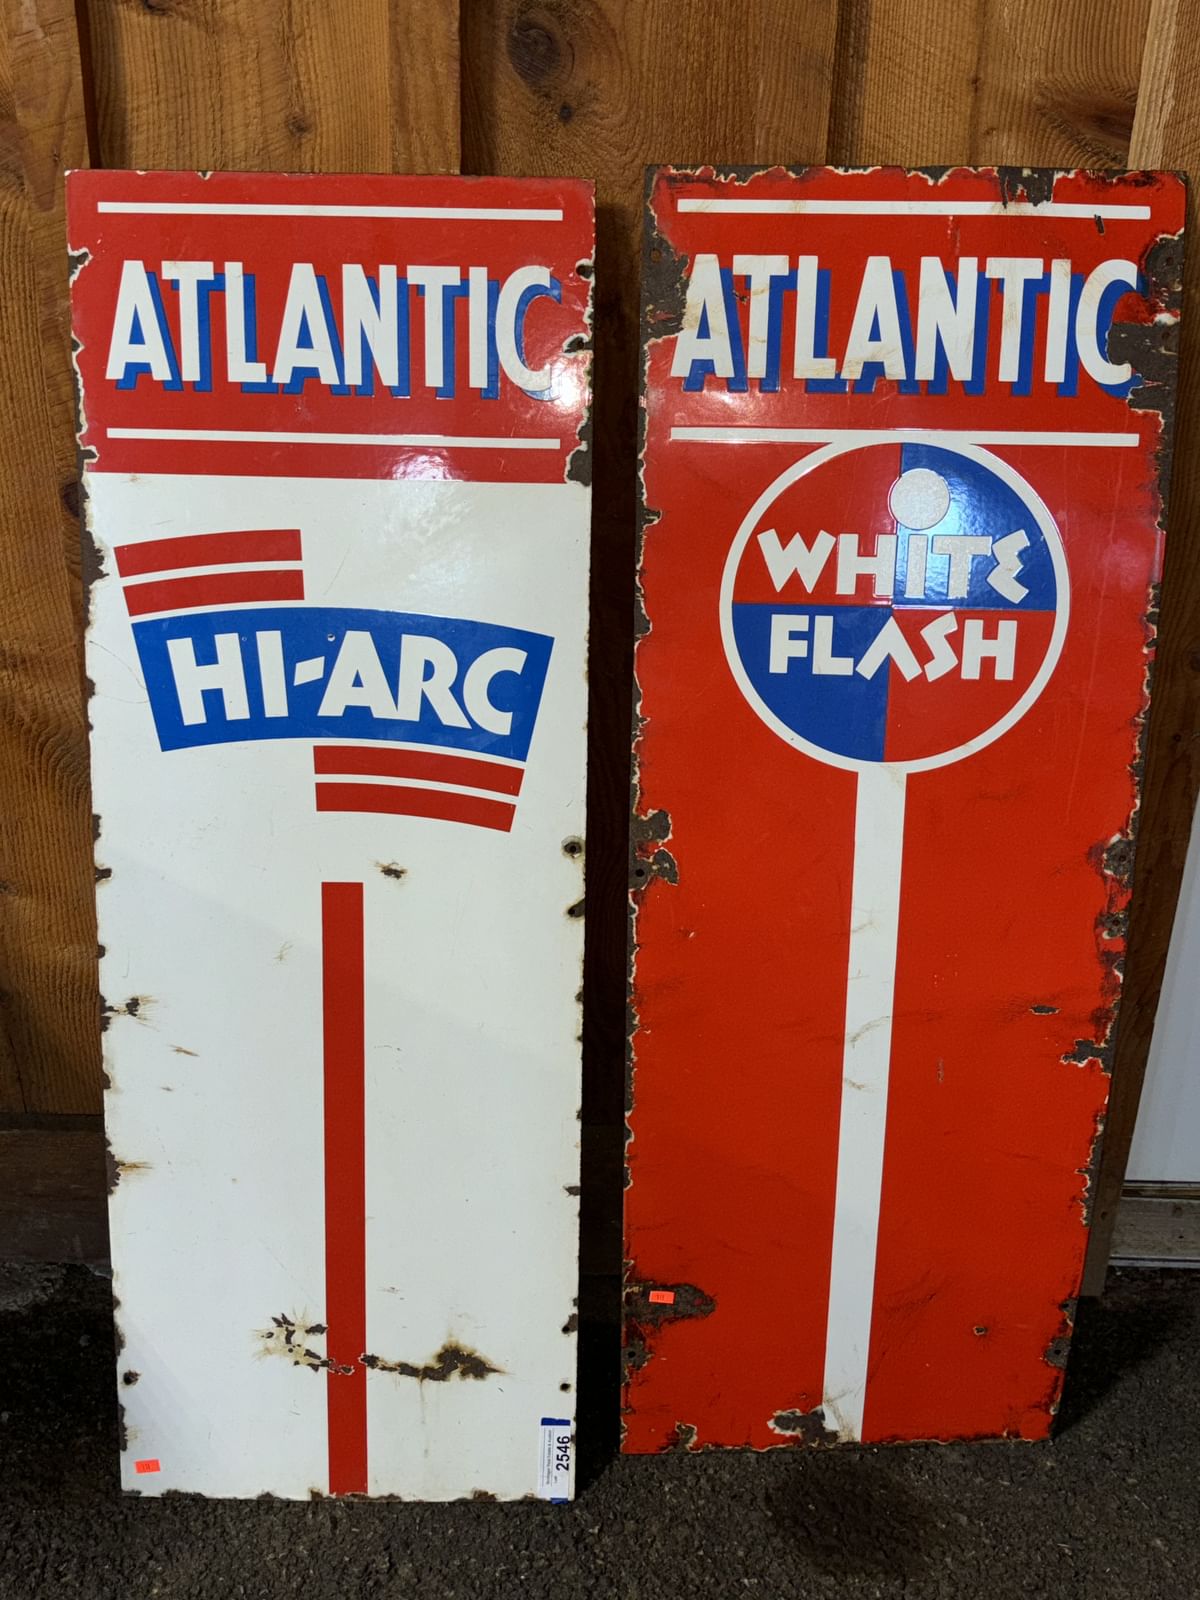 ATLANTIC
HI-ARC
2546
ATLANTIC
WHITE
FLASH